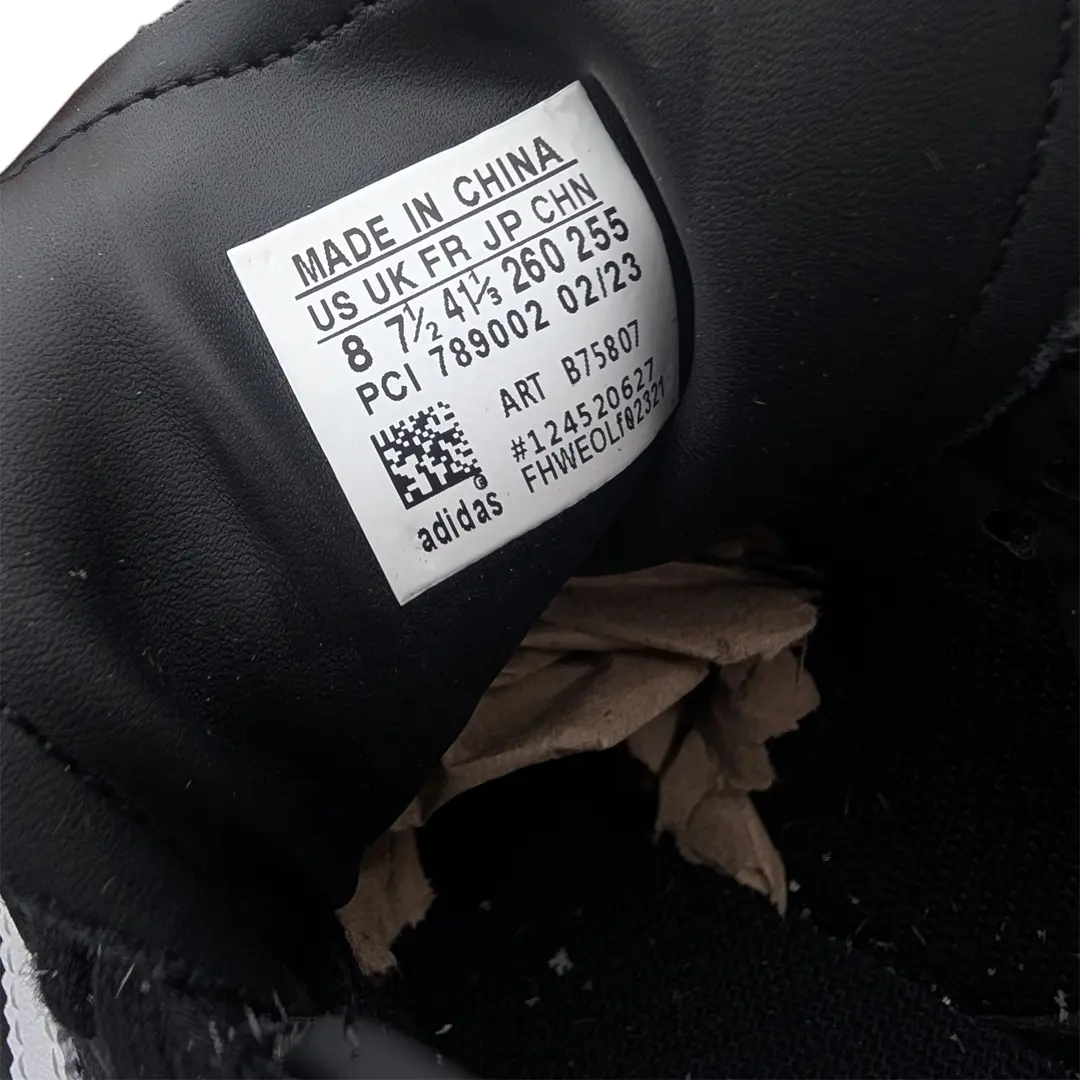 MADE IN CHINA
US UK FR JP CHN
8 7½ 41⅓ 260 255
PCI 789002 02/23
ART B75807
#124520627
FHWEOLf02321
adidas®